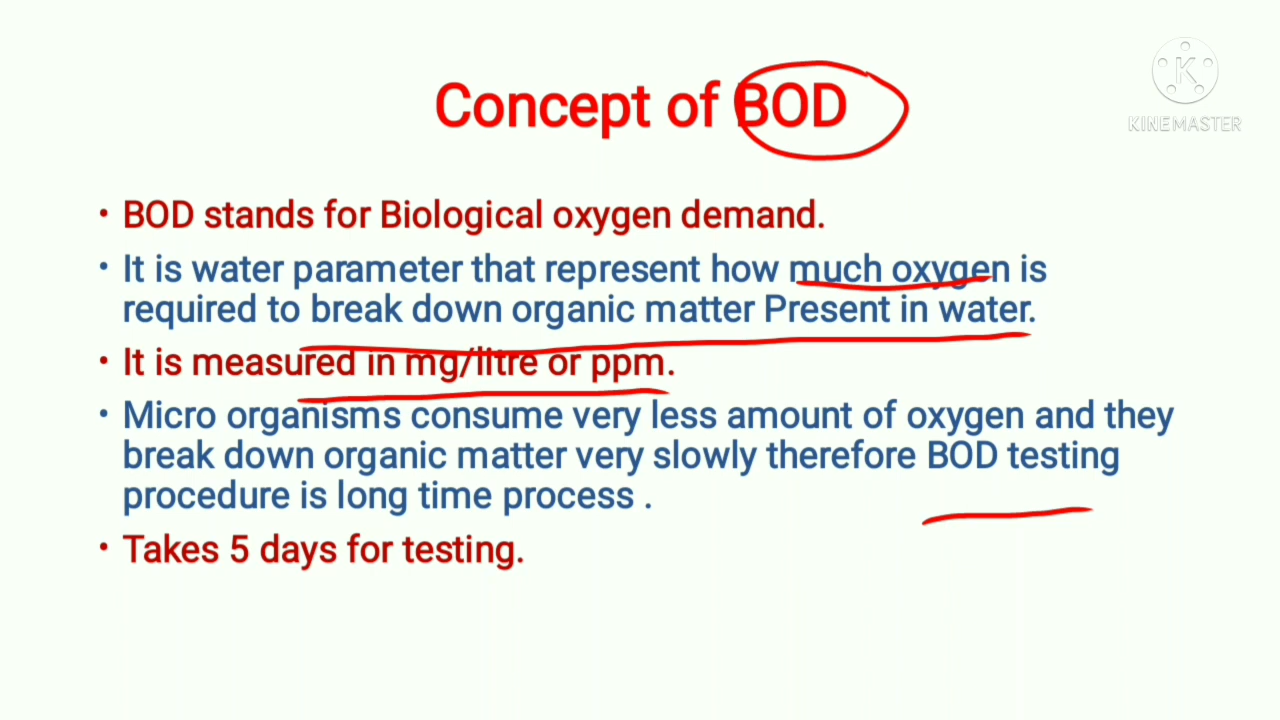 Concept of BOD
K
KINEMASTER
• BOD stands for Biological oxygen demand.
• It is water parameter that represent how much oxygen is
required to break down organic matter Present in water.
• It is measured in mg/litre or ppm.
• Micro organisms consume very less amount of oxygen and they
break down organic matter very slowly therefore BOD testing
procedure is long time process .
• Takes 5 days for testing.